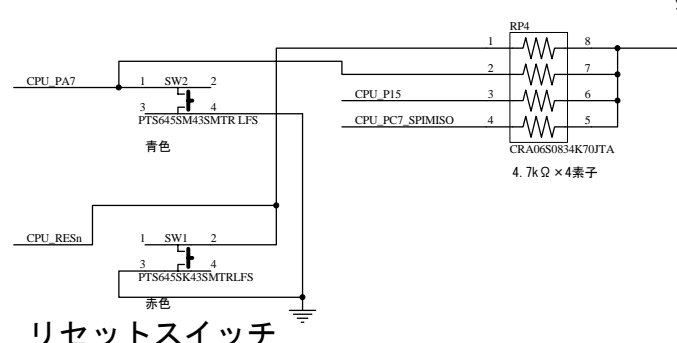 RP4
1 8
CPU_PA7 1 SW2 2
2 7
3 4
CPU_P15 3 6
PTS645SM43SMTR LFS
CPU_PC7_SPIMISO 4 5
青色
CRA06S0834K70JTA
4.7kΩ×4素子
CPU_RESn 1 SW1 2
3 4
PTS645SK43SMTRLFS
赤色
リセットスイッチ